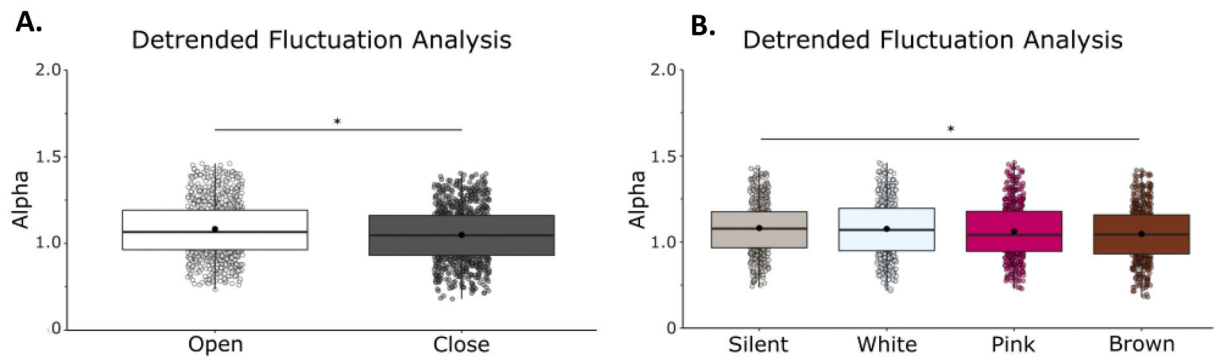 A.
Detrended Fluctuation Analysis
2.0
1.5
1.0
.0
Alpha
*
Open Close
B.
Detrended Fluctuation Analysis
2.0
1.5
1.0
0
Alpha
*
Silent White Pink Brown